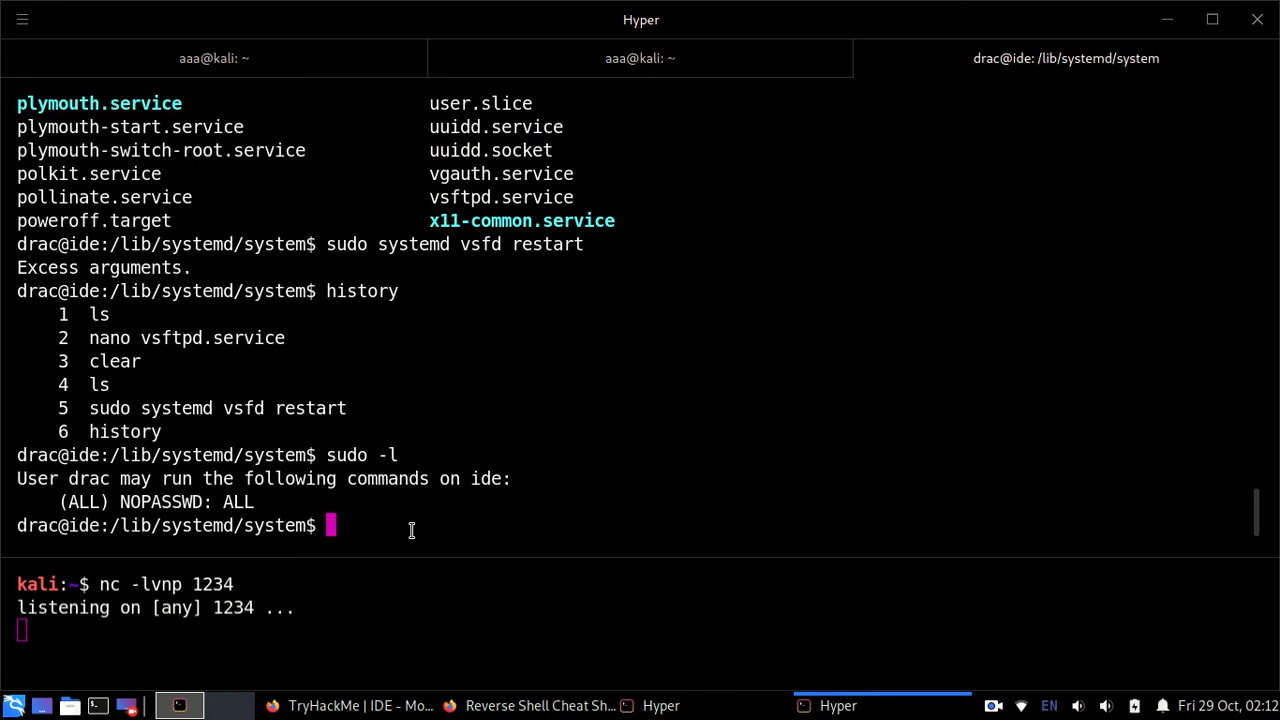 Hyper
aaa@kali: ~
aaa@kali: ~
drac@ide: /lib/systemd/system
plymouth.service user.slice
plymouth-start.service uuidd.service
plymouth-switch-root.service uuidd.socket
polkit.service vgauth.service
pollinate.service vsftpd.service
poweroff.target x11-common.service
drac@ide:/lib/systemd/system$ sudo systemd vsfd restart
Excess arguments.
drac@ide:/lib/systemd/system$ history
1 ls
2 nano vsftpd.service
3 clear
4 ls
5 sudo systemd vsfd restart
6 history
drac@ide:/lib/systemd/system$ sudo -l
User drac may run the following commands on ide:
(ALL) NOPASSWD: ALL
drac@ide:/lib/systemd/system$
kali:~$ nc -lvnp 1234
listening on [any] 1234 ...
TryHackMe | IDE - Mo... Reverse Shell Cheat Sh... Hyper Hyper EN Fri 29 Oct, 02:12